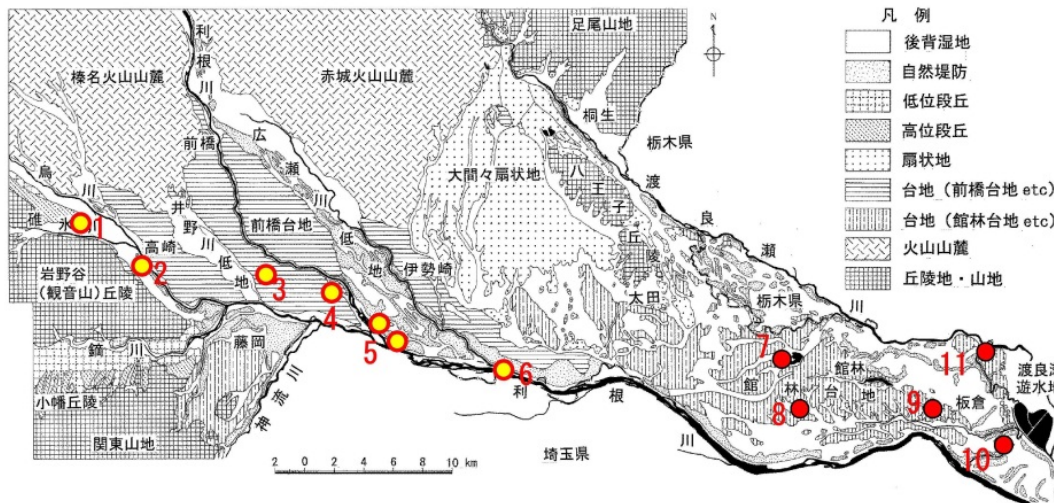 凡例
後背湿地
自然堤防
低位段丘
高位段丘
扇状地
台地(前橋台地 etc)
台地(館林台地 etc)
火山山麓
丘陵地・山地
N
足尾山地
榛名火山山麓
利根川
赤城火山山麓
桐生
栃木県
前橋
広瀬川低地
大間々扇状地
八王子丘陵
渡良瀬川
烏川
碓氷川
1
井野川低地
前橋台地
高崎
伊勢崎
岩野谷
(観音山)丘陵
2
3
4
太田
栃木県
5
鏑川
藤岡
6
7
館林
11
渡良瀬
遊水地
小幡丘陵
神流川
利根川
館林台地
8
9
板倉
関東山地
10
埼玉県
2 0 2 4 6 8 10 km